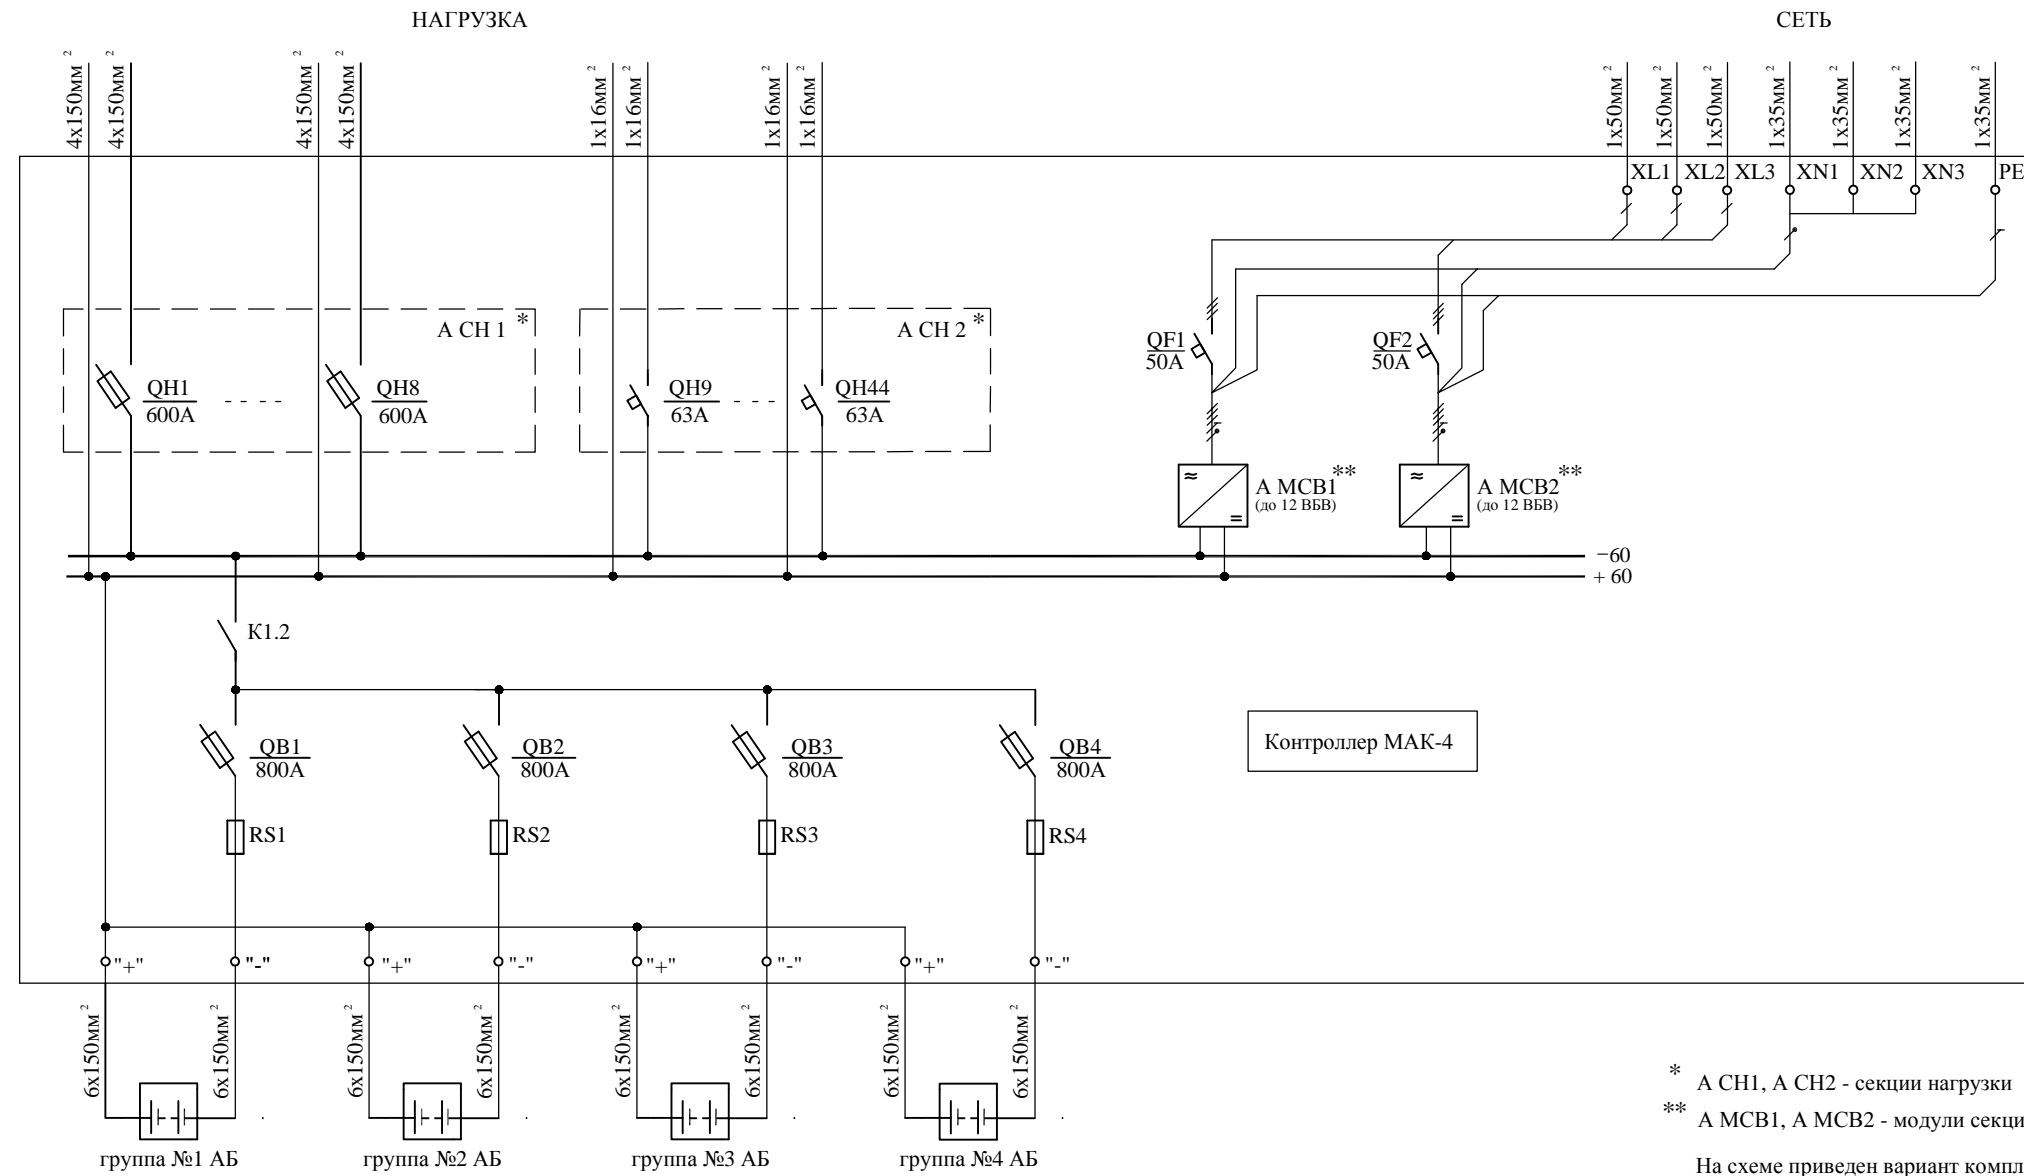 НАГРУЗКА
СЕТЬ
4х150мм²
4х150мм²
4х150мм²
4х150мм²
1х16мм²
1х16мм²
1х16мм²
1х16мм²
1х50мм²
1х50мм²
1х50мм²
1х35мм²
1х35мм²
1х35мм²
1х35мм²
XL1
XL2
XL3
XN1
XN2
XN3
PE
А СН 1 *
А СН 2 *
QF1
50А
QF2
50А
QH1
600А
QH8
600А
QH9
63А
QH44
63А
А МСВ1**
(до 12 ВБВ)
А МСВ2**
(до 12 ВБВ)
−60
+ 60
К1.2
QB1
800А
QB2
800А
QB3
800А
QB4
800А
Контроллер МАК-4
RS1
RS2
RS3
RS4
"+"
"-"
"+"
"-"
"+"
"-"
"+"
"-"
6х150мм²
6х150мм²
6х150мм²
6х150мм²
6х150мм²
6х150мм²
6х150мм²
6х150мм²
группа №1 АБ
группа №2 АБ
группа №3 АБ
группа №4 АБ
* А СН1, А СН2 - секции нагрузки
** А МСВ1, А МСВ2 - модули секци
На схеме приведен вариант компл